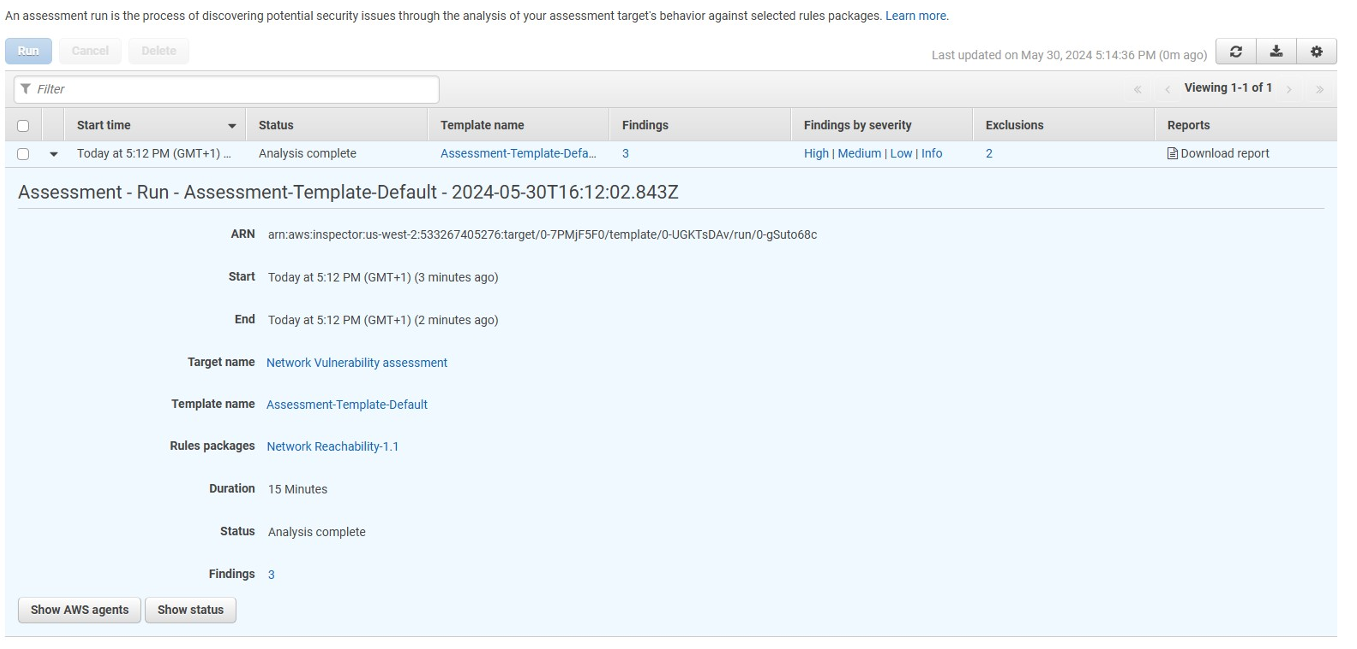 An assessment run is the process of discovering potential security issues through the analysis of your assessment target's behavior against selected rules packages. Learn more.
Run Cancel Delete Last updated on May 30, 2024 5:14:36 PM (0m ago)
Filter « ‹ Viewing 1-1 of 1 › »
Start time Status Template name Findings Findings by severity Exclusions Reports
Today at 5:12 PM (GMT+1) ... Analysis complete Assessment-Template-Defa... 3 High | Medium | Low | Info 2 Download report
Assessment - Run - Assessment-Template-Default - 2024-05-30T16:12:02.843Z
ARN arn:aws:inspector:us-west-2:533267405276:target/0-7PMjF5F0/template/0-UGKTsDAv/run/0-gSuto68c
Start Today at 5:12 PM (GMT+1) (3 minutes ago)
End Today at 5:12 PM (GMT+1) (2 minutes ago)
Target name Network Vulnerability assessment
Template name Assessment-Template-Default
Rules packages Network Reachability-1.1
Duration 15 Minutes
Status Analysis complete
Findings 3
Show AWS agents Show status